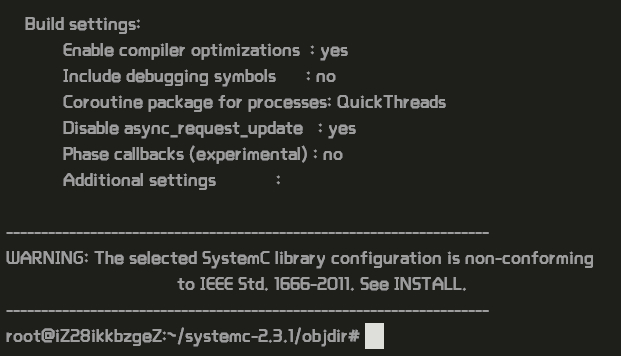 Build settings:
Enable compiler optimizations : yes
Include debugging symbols : no
Coroutine package for processes: QuickThreads
Disable async_request_update : yes
Phase callbacks (experimental) : no
Additional settings :
---------------------------------------------------------------------
WARNING: The selected SystemC library configuration is non-conforming
to IEEE Std. 1666-2011. See INSTALL.
---------------------------------------------------------------------
root@iZ28ikkbzgeZ:~/systemc-2.3.1/objdir#